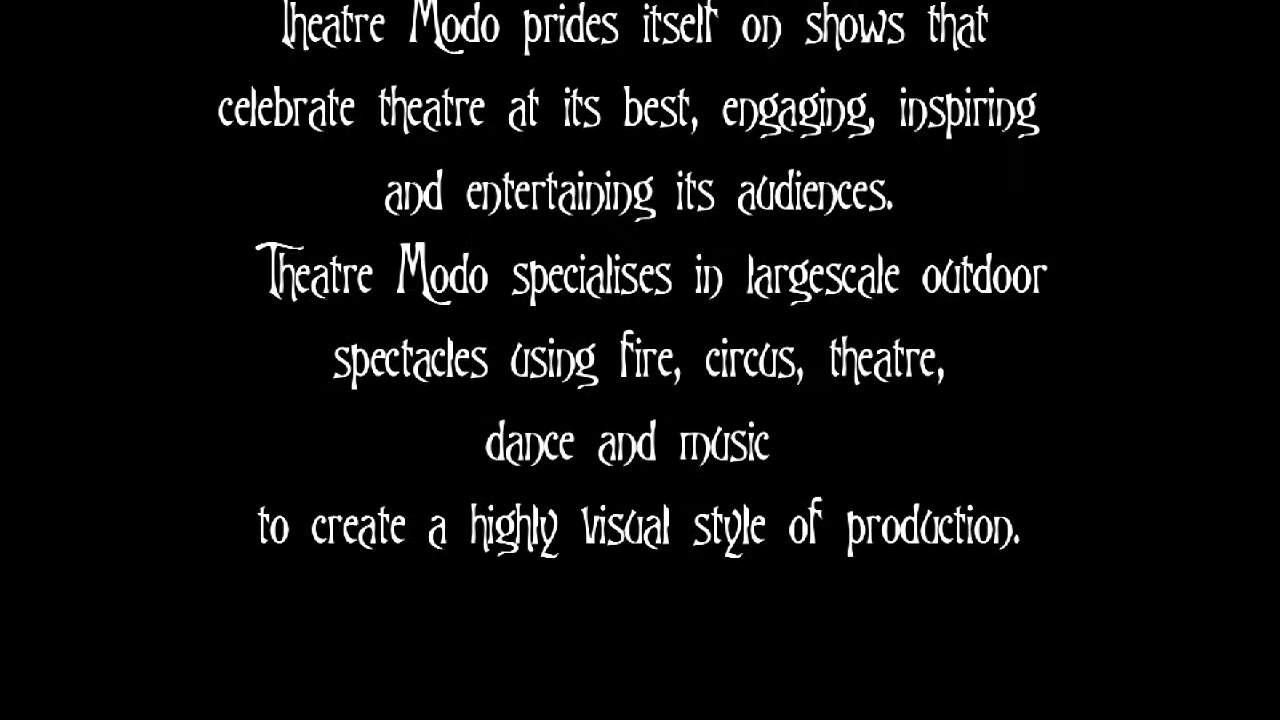 Theatre Modo prides itself on shows that
celebrate theatre at its best, engaging, inspiring
and entertaining its audiences.
Theatre Modo specialises in largescale outdoor
spectacles using fire, circus, theatre,
dance and music
to create a highly visual style of production.